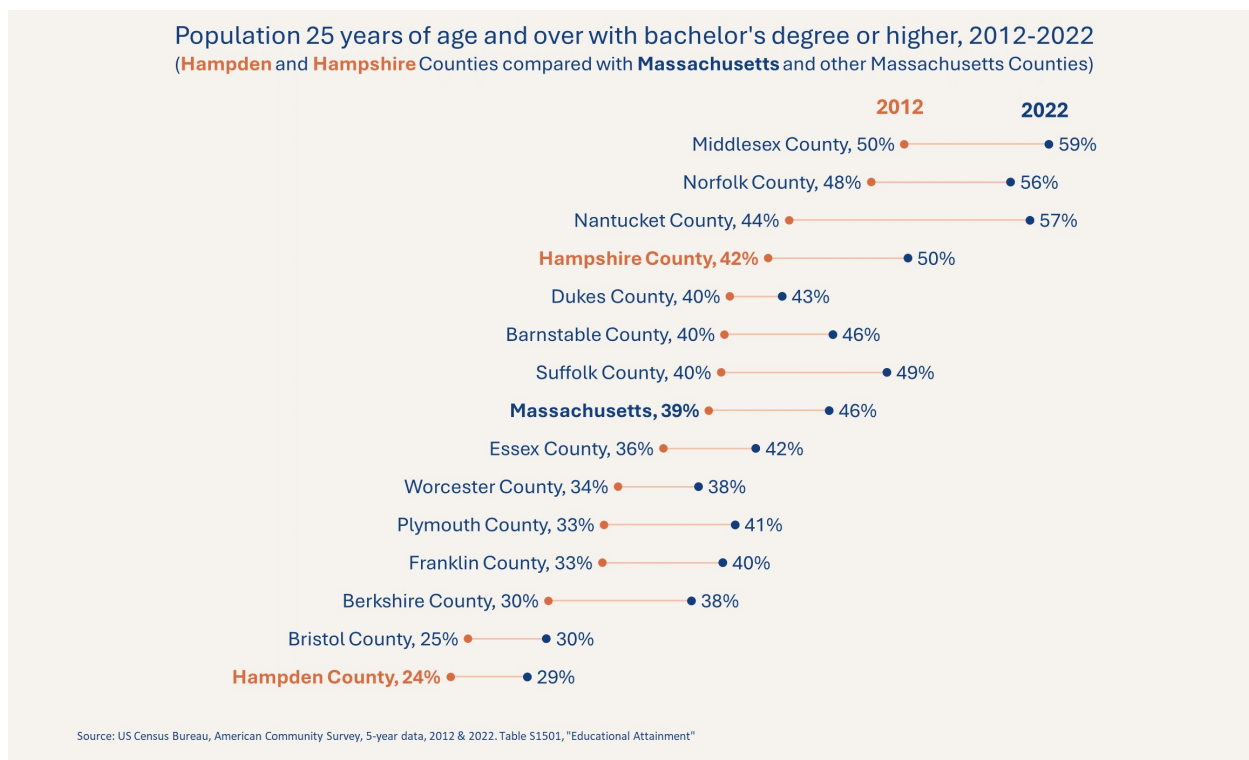 Population 25 years of age and over with bachelor's degree or higher, 2012-2022
(Hampden and Hampshire Counties compared with Massachusetts and other Massachusetts Counties)
2012 2022
Middlesex County, 50% 59%
Norfolk County, 48% 56%
Nantucket County, 44% 57%
Hampshire County, 42% 50%
Dukes County, 40% 43%
Barnstable County, 40% 46%
Suffolk County, 40% 49%
Massachusetts, 39% 46%
Essex County, 36% 42%
Worcester County, 34% 38%
Plymouth County, 33% 41%
Franklin County, 33% 40%
Berkshire County, 30% 38%
Bristol County, 25% 30%
Hampden County, 24% 29%
Source: US Census Bureau, American Community Survey, 5-year data, 2012 & 2022. Table S1501, "Educational Attainment"